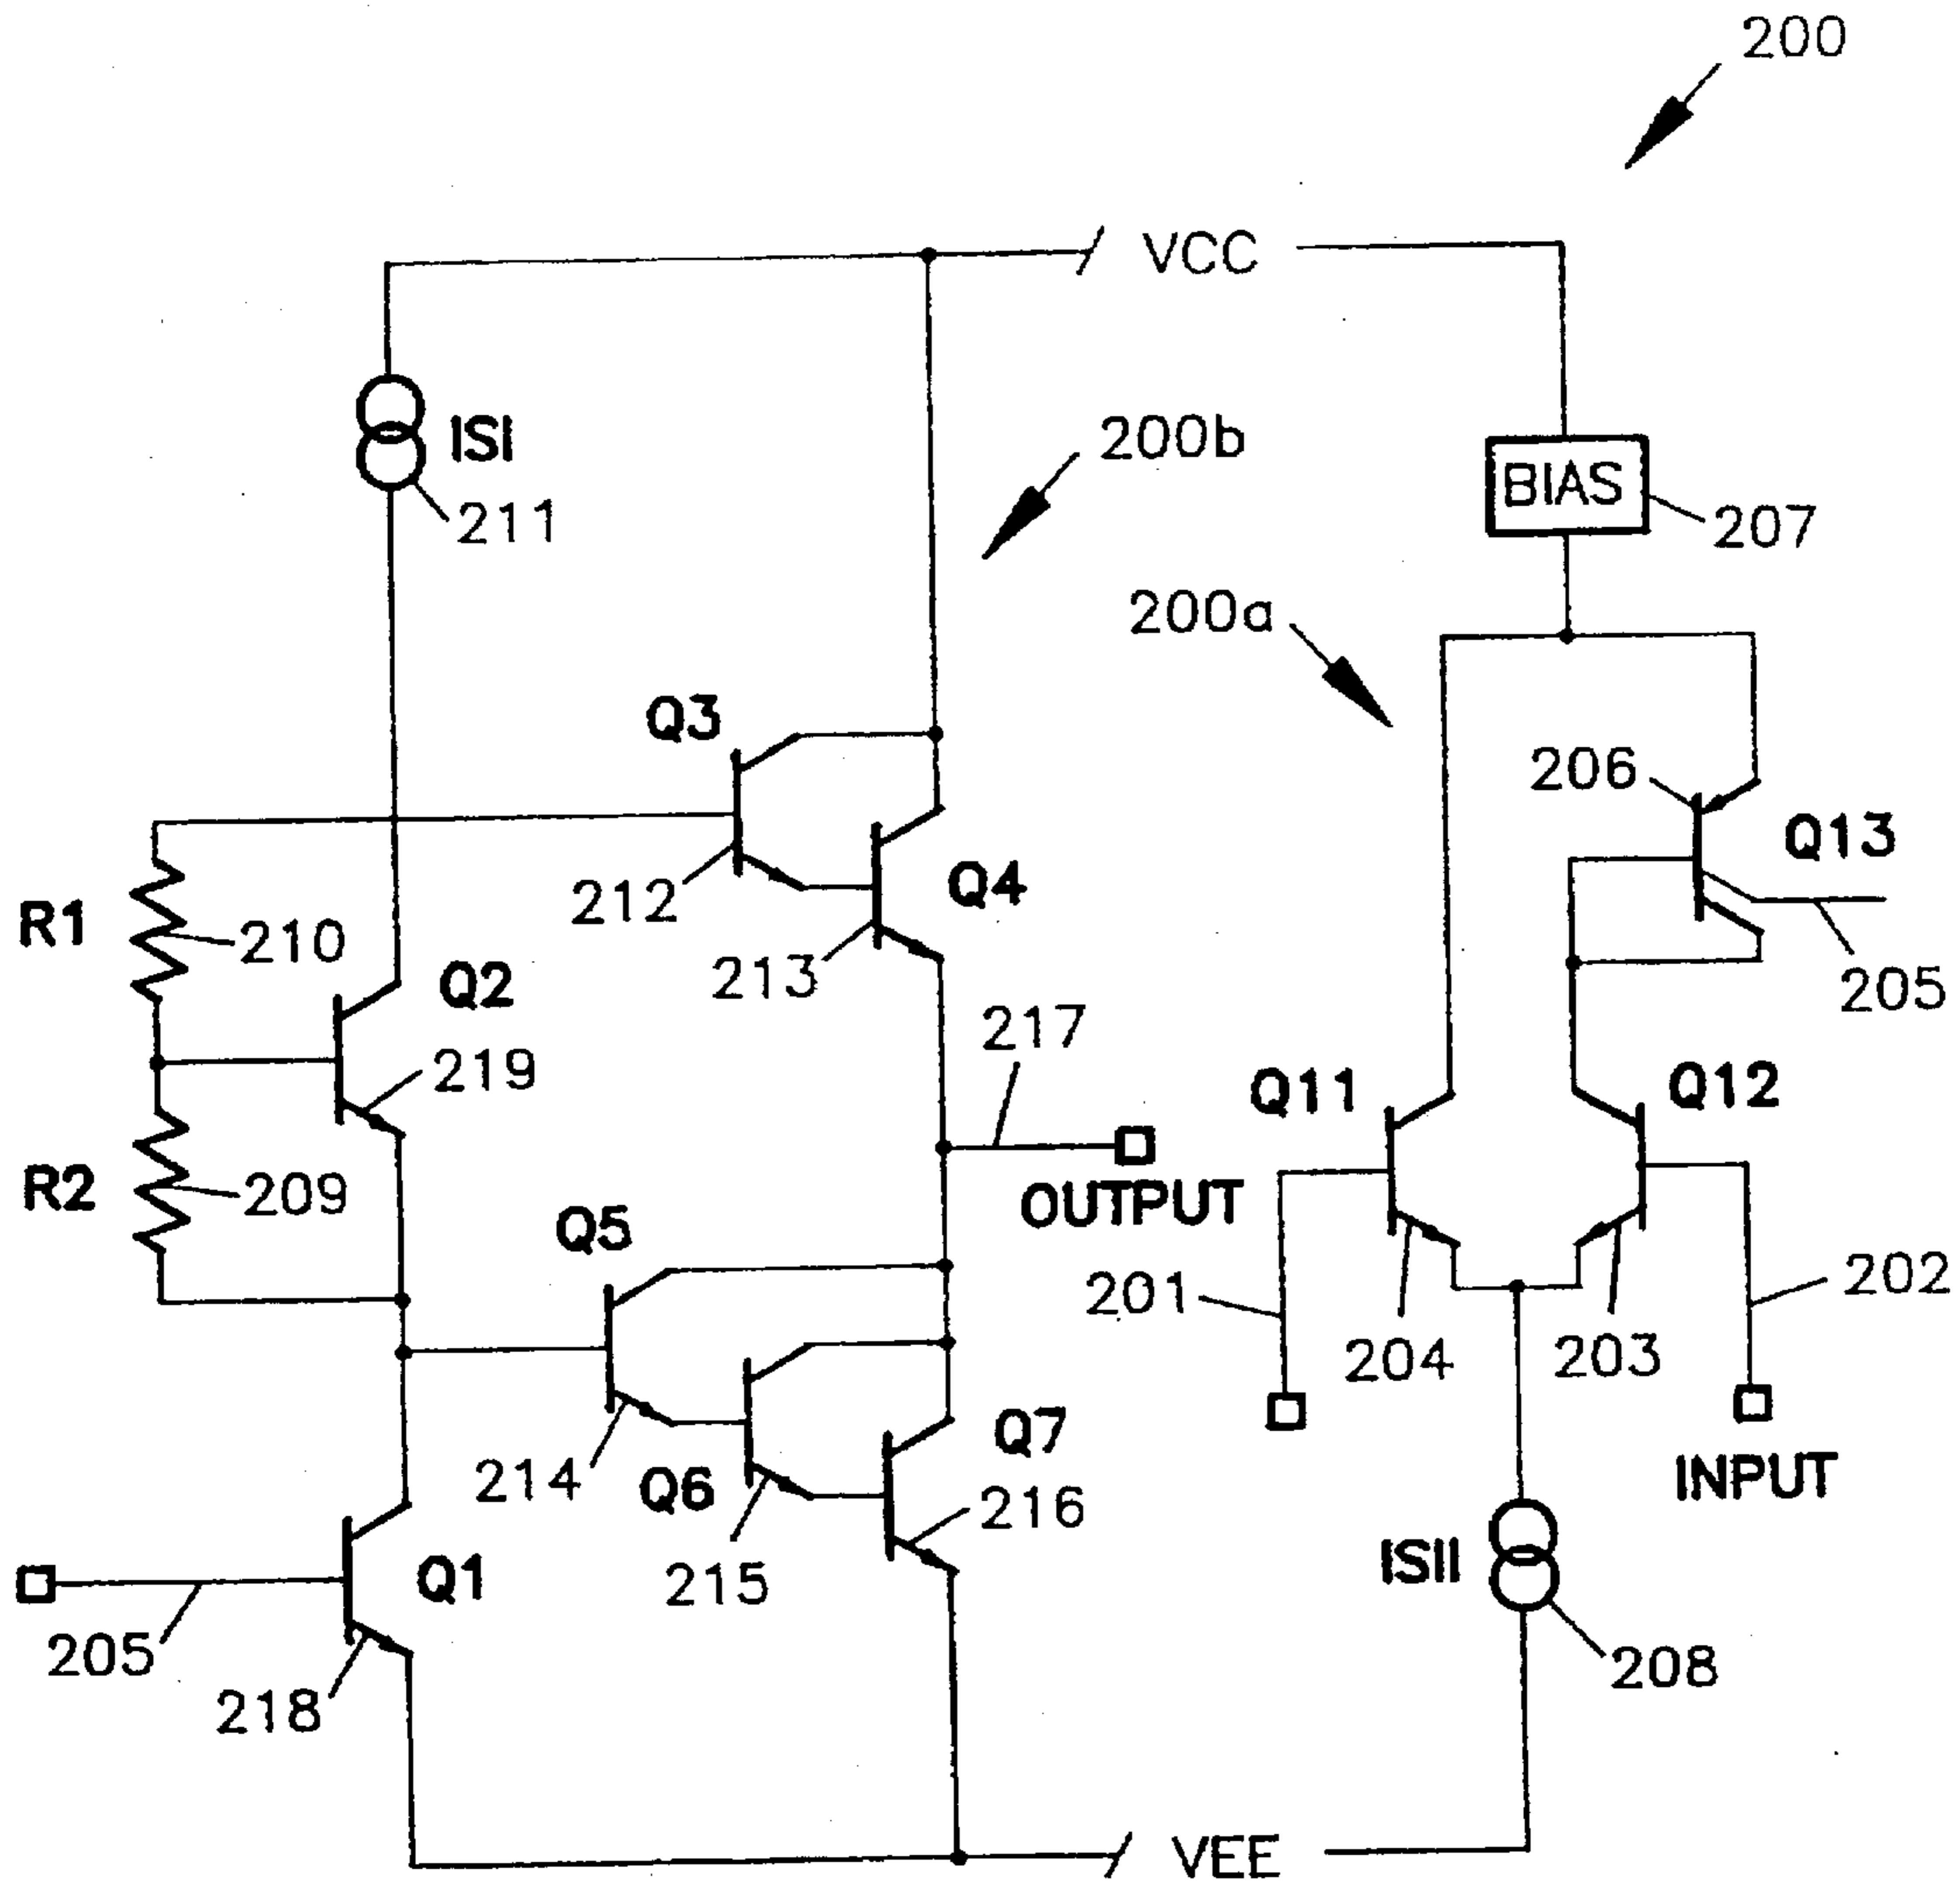 200
VCC
ISI
211
200b
BIAS
207
200a
Q3
206
Q13
212
Q4
R1
210
213
205
Q2
217
219
Q11
Q12
R2
209
OUTPUT
Q5
201
202
204
203
214
Q6
Q7
216
INPUT
215
ISII
Q1
205
208
218
VEE